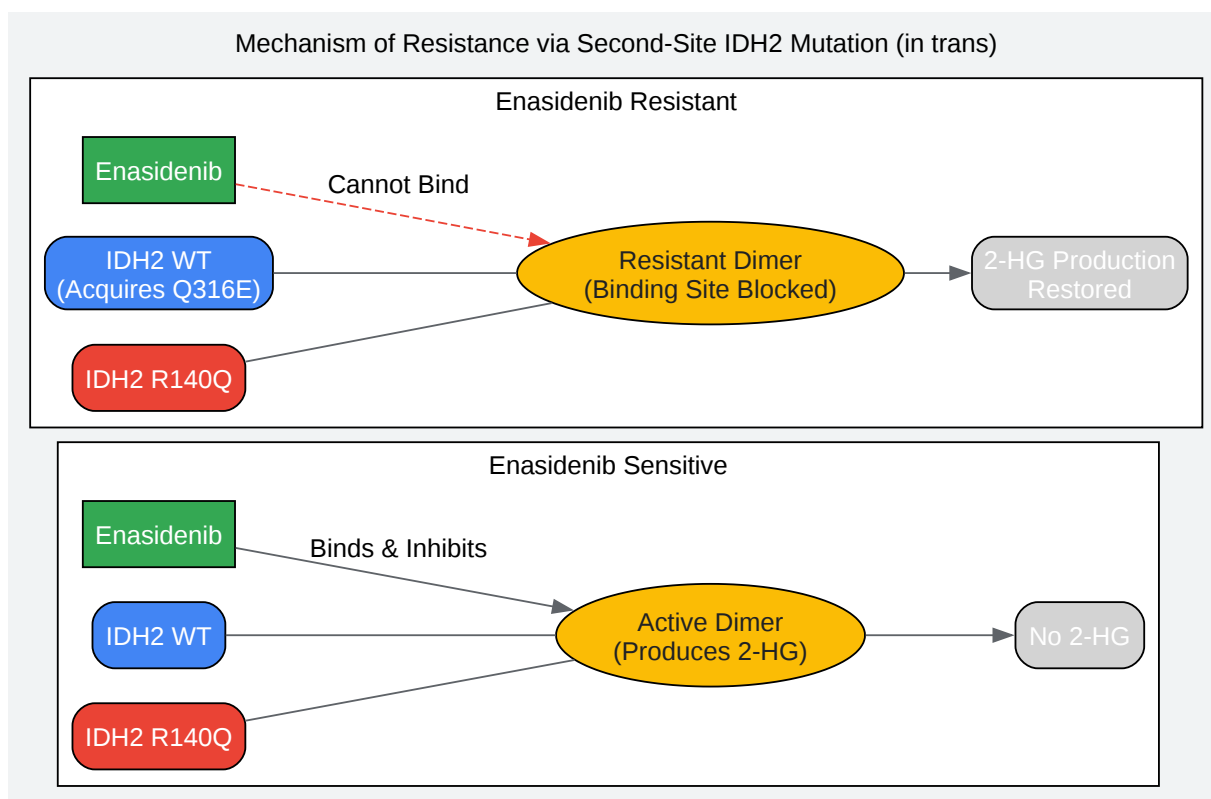 Mechanism of Resistance via Second-Site IDH2 Mutation (in trans)
Enasidenib Resistant
Enasidenib
Cannot Bind
IDH2 WT
(Acquires Q316E)
Resistant Dimer
(Binding Site Blocked)
2-HG Production
Restored
IDH2 R140Q
Enasidenib Sensitive
Enasidenib
Binds & Inhibits
IDH2 WT
Active Dimer
(Produces 2-HG)
No 2-HG
IDH2 R140Q